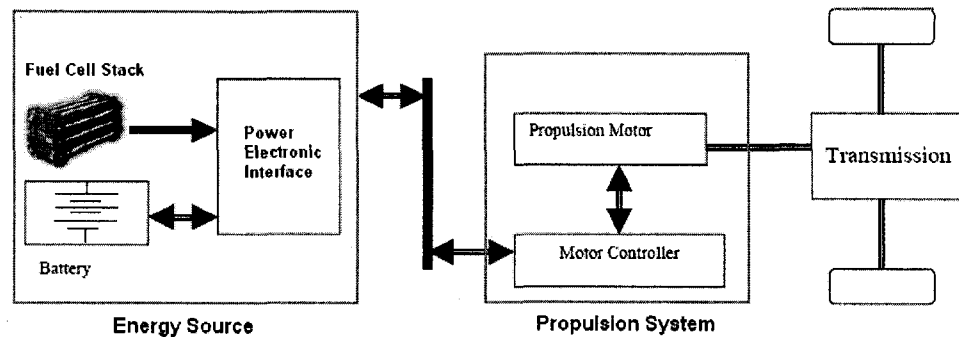 Fuel Cell Stack
Power
Electronic
Interface
Battery
Energy Source
Propulsion Motor
Motor Controller
Propulsion System
Transmission